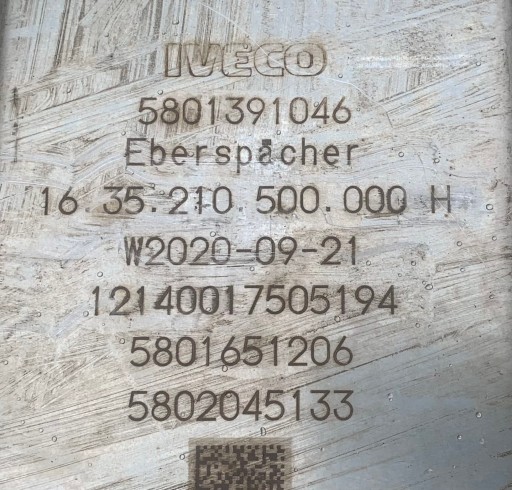 IVECO
5801391046
Eberspächer
16.35.210.500.000 H
W2020-09-21
12140017505194
5801651206
5802045133